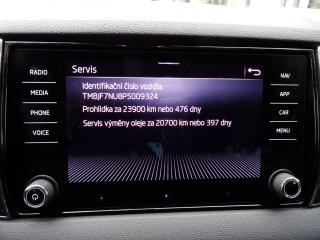 Servis
RADIO
MEDIA
PHONE
VOICE
Identifikační číslo vozidla:
TMBJF7NU8P5009324
Prohlídka za 23900 km nebo 476 dny
Servis výměny oleje za 20700 km nebo 397 dny
NAV
APP
CAR
MENU